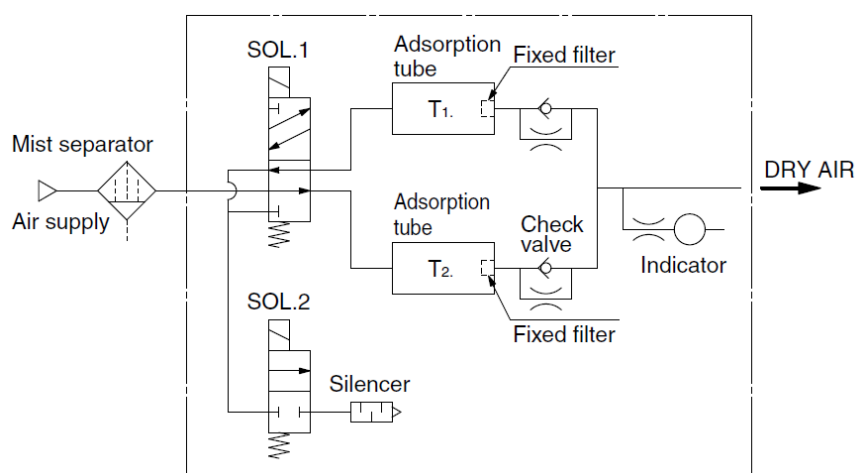 SOL.1
Adsorption
tube
Fixed filter
T1.
Mist separator
Air supply
DRY AIR
Adsorption
tube
Check
valve
T2.
Indicator
SOL.2
Fixed filter
Silencer